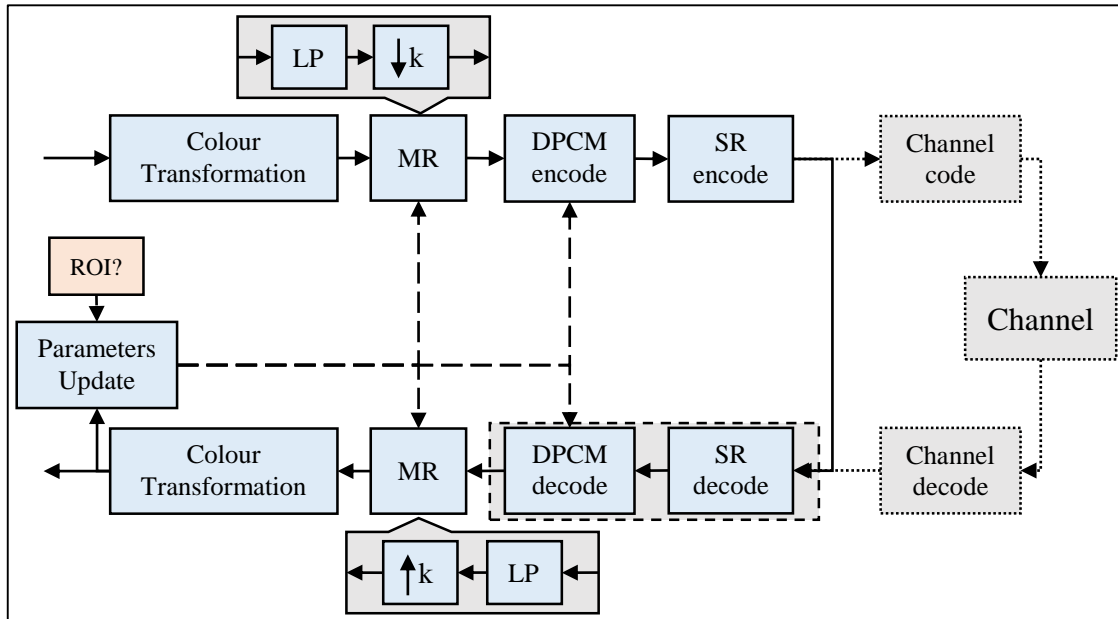 LP
↓k
Colour
Transformation
MR
DPCM
encode
SR
encode
Channel
code
ROI?
Parameters
Update
Channel
Colour
Transformation
MR
DPCM
decode
SR
decode
Channel
decode
↑k
LP